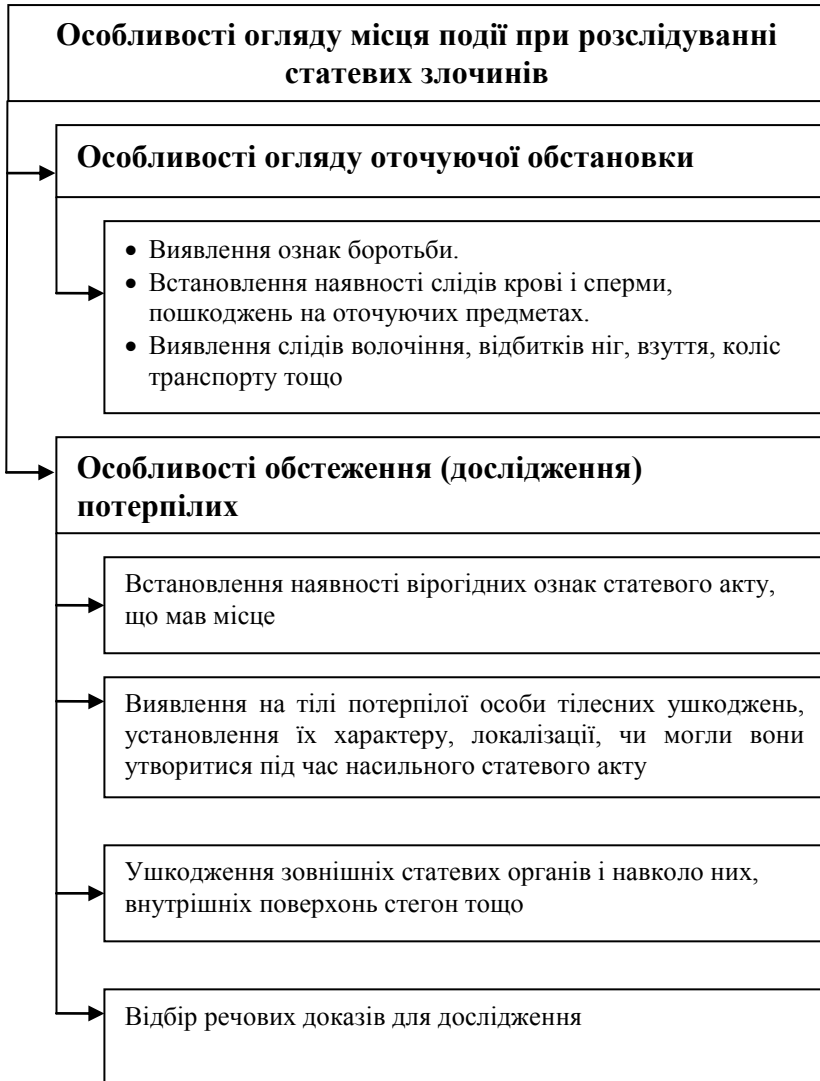 Особливості огляду місця події при розслідуванні
статевих злочинів
Особливості огляду оточуючої обстановки
• Виявлення ознак боротьби.
• Встановлення наявності слідів крові і сперми,
пошкоджень на оточуючих предметах.
• Виявлення слідів волочіння, відбитків ніг, взуття, коліс
транспорту тощо
Особливості обстеження (дослідження)
потерпілих
Встановлення наявності вірогідних ознак статевого акту,
що мав місце
Виявлення на тілі потерпілої особи тілесних ушкоджень,
установлення їх характеру, локалізації, чи могли вони
утворитися під час насильного статевого акту
Ушкодження зовнішніх статевих органів і навколо них,
внутрішніх поверхонь стегон тощо
Відбір речових доказів для дослідження